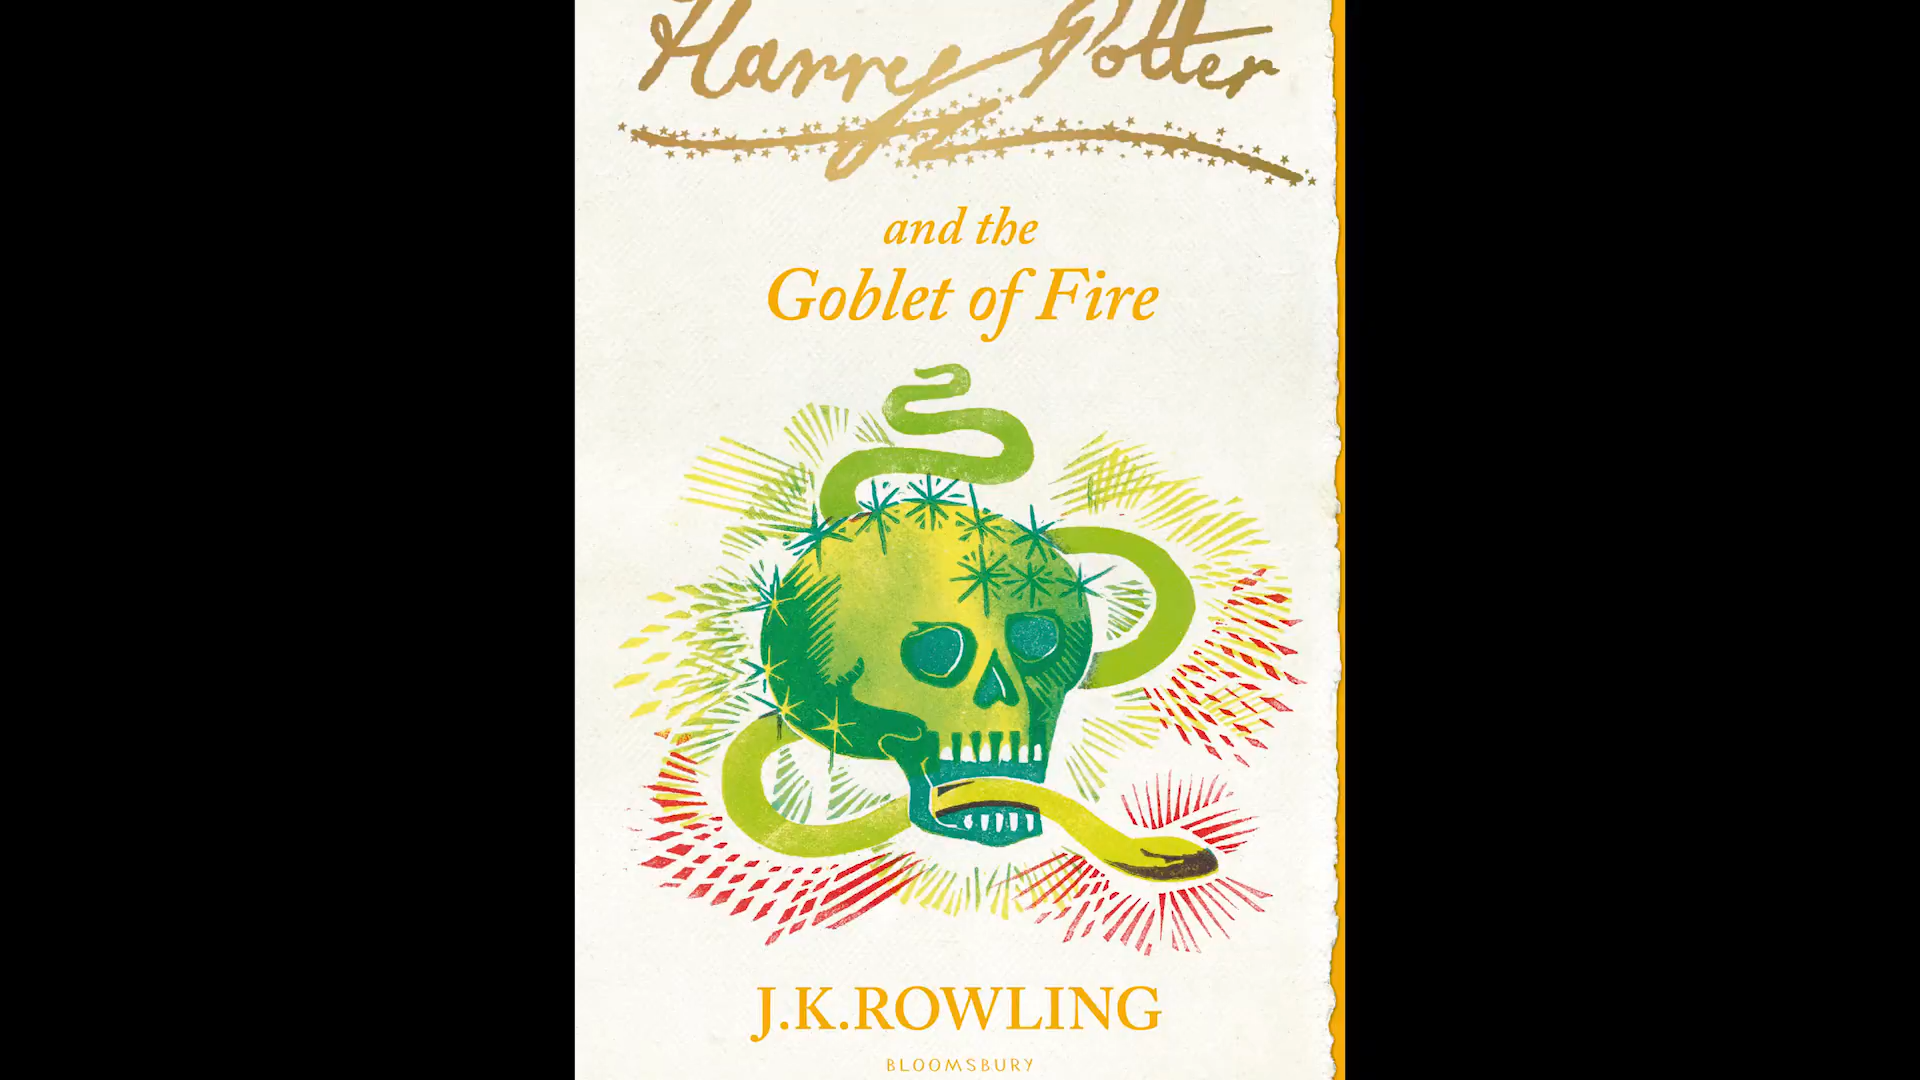 Harry Potter
and the
Goblet of Fire
J.K.ROWLING
BLOOMSBURY